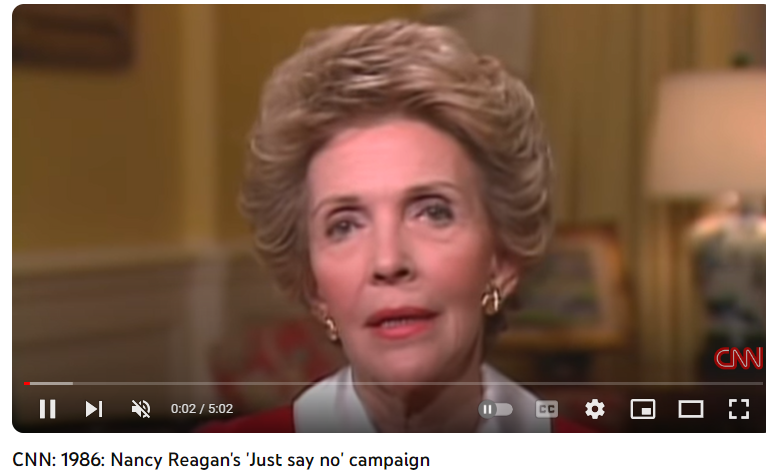 CNN
0:02 / 5:02
CC
CNN: 1986: Nancy Reagan's 'Just say no' campaign